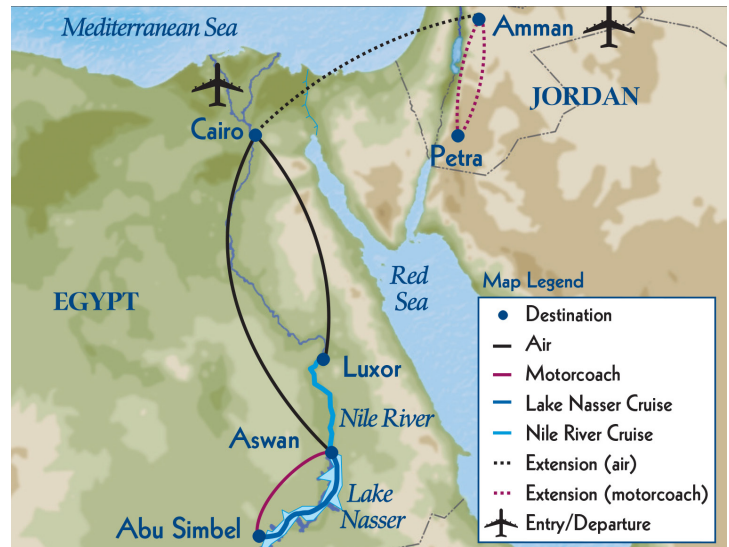 Mediterranean Sea
Amman
JORDAN
Cairo
Petra
EGYPT
Red
Sea
Luxor
Nile River
Aswan
Lake
Nasser
Abu Simbel
Map Legend
Destination
Air
Motorcoach
Lake Nasser Cruise
Nile River Cruise
Extension (air)
Extension (motorcoach)
Entry/Departure